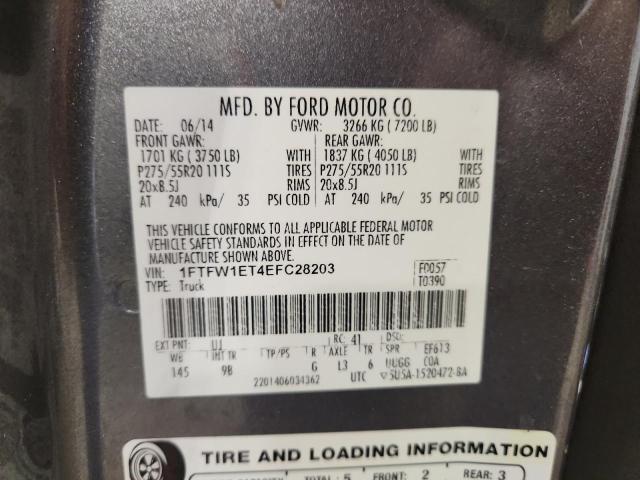 MFD. BY FORD MOTOR CO.
DATE: 06/14 GVWR: 3266 KG ( 7200 LB)
FRONT GAWR: REAR GAWR:
1701 KG ( 3750 LB) WITH 1837 KG ( 4050 LB) WITH
P275/55R20 111S TIRES P275/55R20 111S TIRES
20x8.5J RIMS 20x8.5J RIMS
AT 240 kPa/ 35 PSI COLD AT 240 kPa/ 35 PSI COLD
THIS VEHICLE CONFORMS TO ALL APPLICABLE FEDERAL MOTOR
VEHICLE SAFETY STANDARDS IN EFFECT ON THE DATE OF
MANUFACTURE SHOWN ABOVE.
VIN: 1FTFW1ET4EFC28203 F0057
TYPE: Truck T0390
EXT PNT: UJ RC: 41 DSO:
WB INT TR TP/PS R AXLE TR SPR EF613
145 9B G L3 6 UUGG C0A
2201406034362 UTC 5U5A-1520472-BA
TIRE AND LOADING INFORMATION
TOTAL: 5 FRONT: 2 REAR: 3